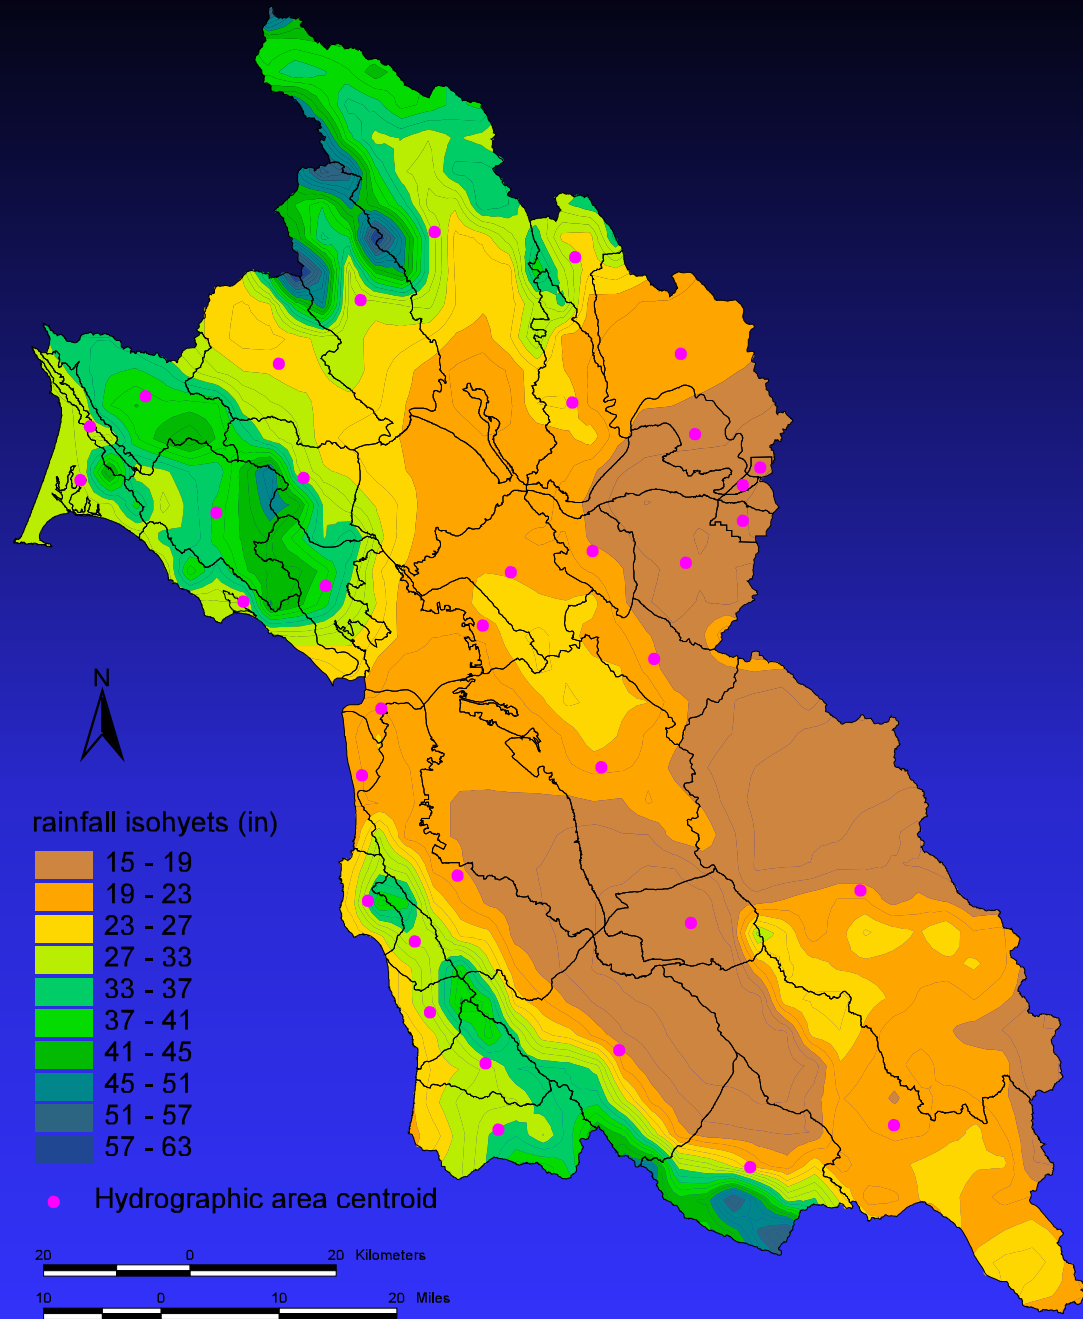 N
rainfall isohyets (in)
15 - 19
19 - 23
23 - 27
27 - 33
33 - 37
37 - 41
41 - 45
45 - 51
51 - 57
57 - 63
Hydrographic area centroid
20 0 20 Kilometers
10 0 10 20 Miles